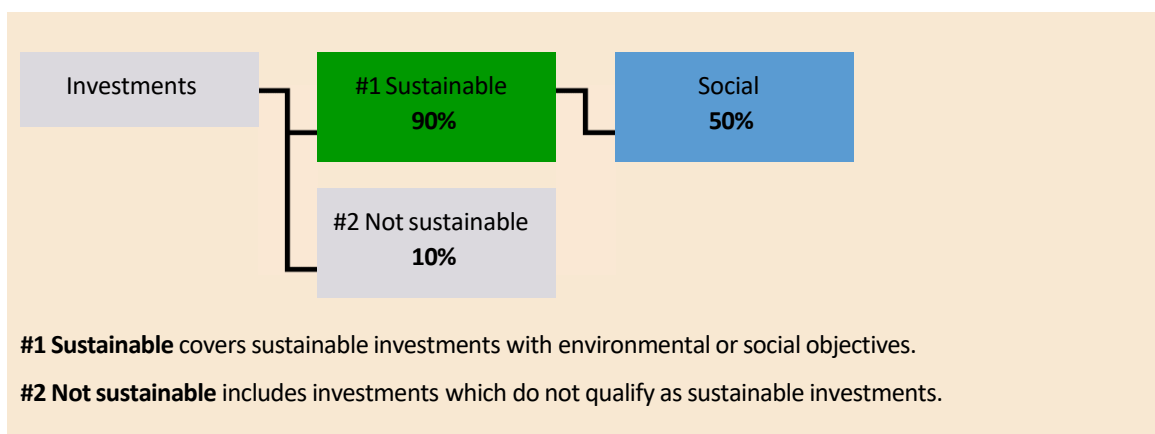 Investments
#1 Sustainable
90%
Social
50%
#2 Not sustainable
10%
#1 Sustainable covers sustainable investments with environmental or social objectives.
#2 Not sustainable includes investments which do not qualify as sustainable investments.